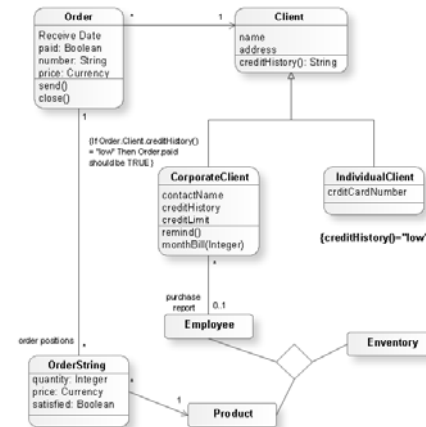 Order
Receive Date
paid: Boolean
number: String
price: Currency
send()
close()
*
1
Client
name
address
creditHistory(): String
1
{If Order.Client.creditHistory()
= "low" Then Order.paid
should be TRUE}
CorporateClient
contactName
creditHistory
creditLimit
remind()
monthBill(Integer)
IndividualClient
crditCardNumber
{creditHistory()="low"
*
purchase
report
0..1
Employee
Enventory
order positions
*
OrderString
quantity: Integer
price: Currency
satisfied: Boolean
*
1
Product